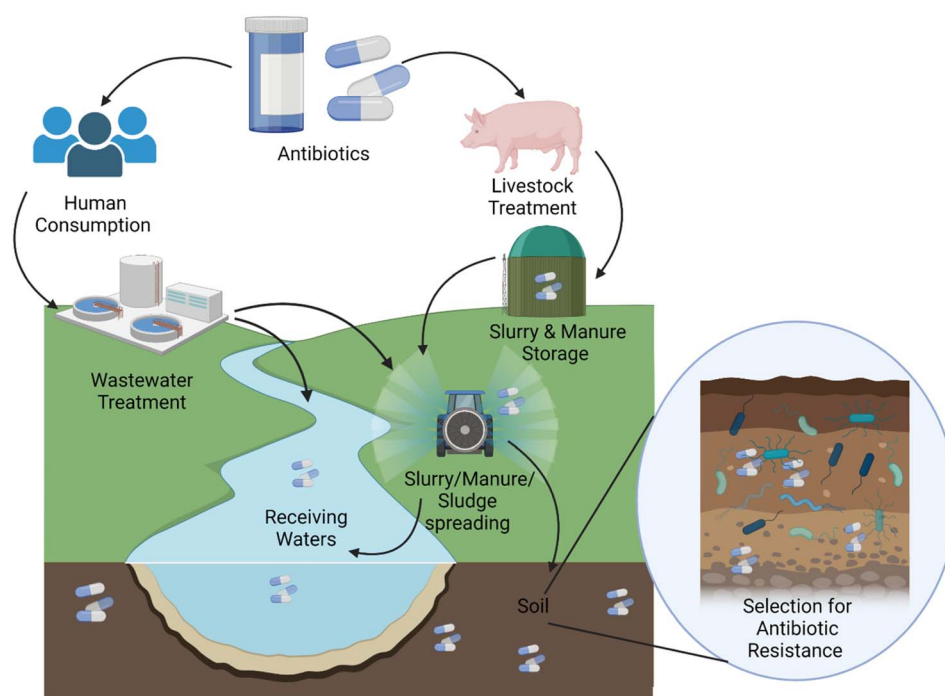 Antibiotics
Human
Consumption
Livestock
Treatment
Slurry & Manure
Storage
Wastewater
Treatment
Slurry/Manure/
Sludge
spreading
Receiving
Waters
Soil
Selection for
Antibiotic
Resistance